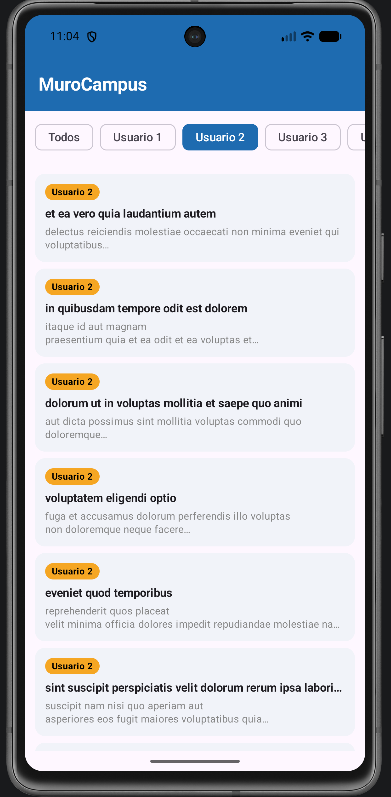 11:04
MuroCampus
Todos
Usuario 1
Usuario 2
Usuario 3
U
Usuario 2
et ea vero quia laudantium autem
delectus reiciendis molestiae occaecati non minima eveniet qui
voluptatibus…
Usuario 2
in quibusdam tempore odit est dolorem
itaque id aut magnam
praesentium quia et ea odit et ea voluptas et…
Usuario 2
dolorum ut in voluptas mollitia et saepe quo animi
aut dicta possimus sint mollitia voluptas commodi quo
doloremque…
Usuario 2
voluptatem eligendi optio
fuga et accusamus dolorum perferendis illo voluptas
non doloremque neque facere…
Usuario 2
eveniet quod temporibus
reprehenderit quos placeat
velit minima officia dolores impedit repudiandae molestiae na…
Usuario 2
sint suscipit perspiciatis velit dolorum rerum ipsa labori…
suscipit nam nisi quo aperiam aut
asperiores eos fugit maiores voluptatibus quia…